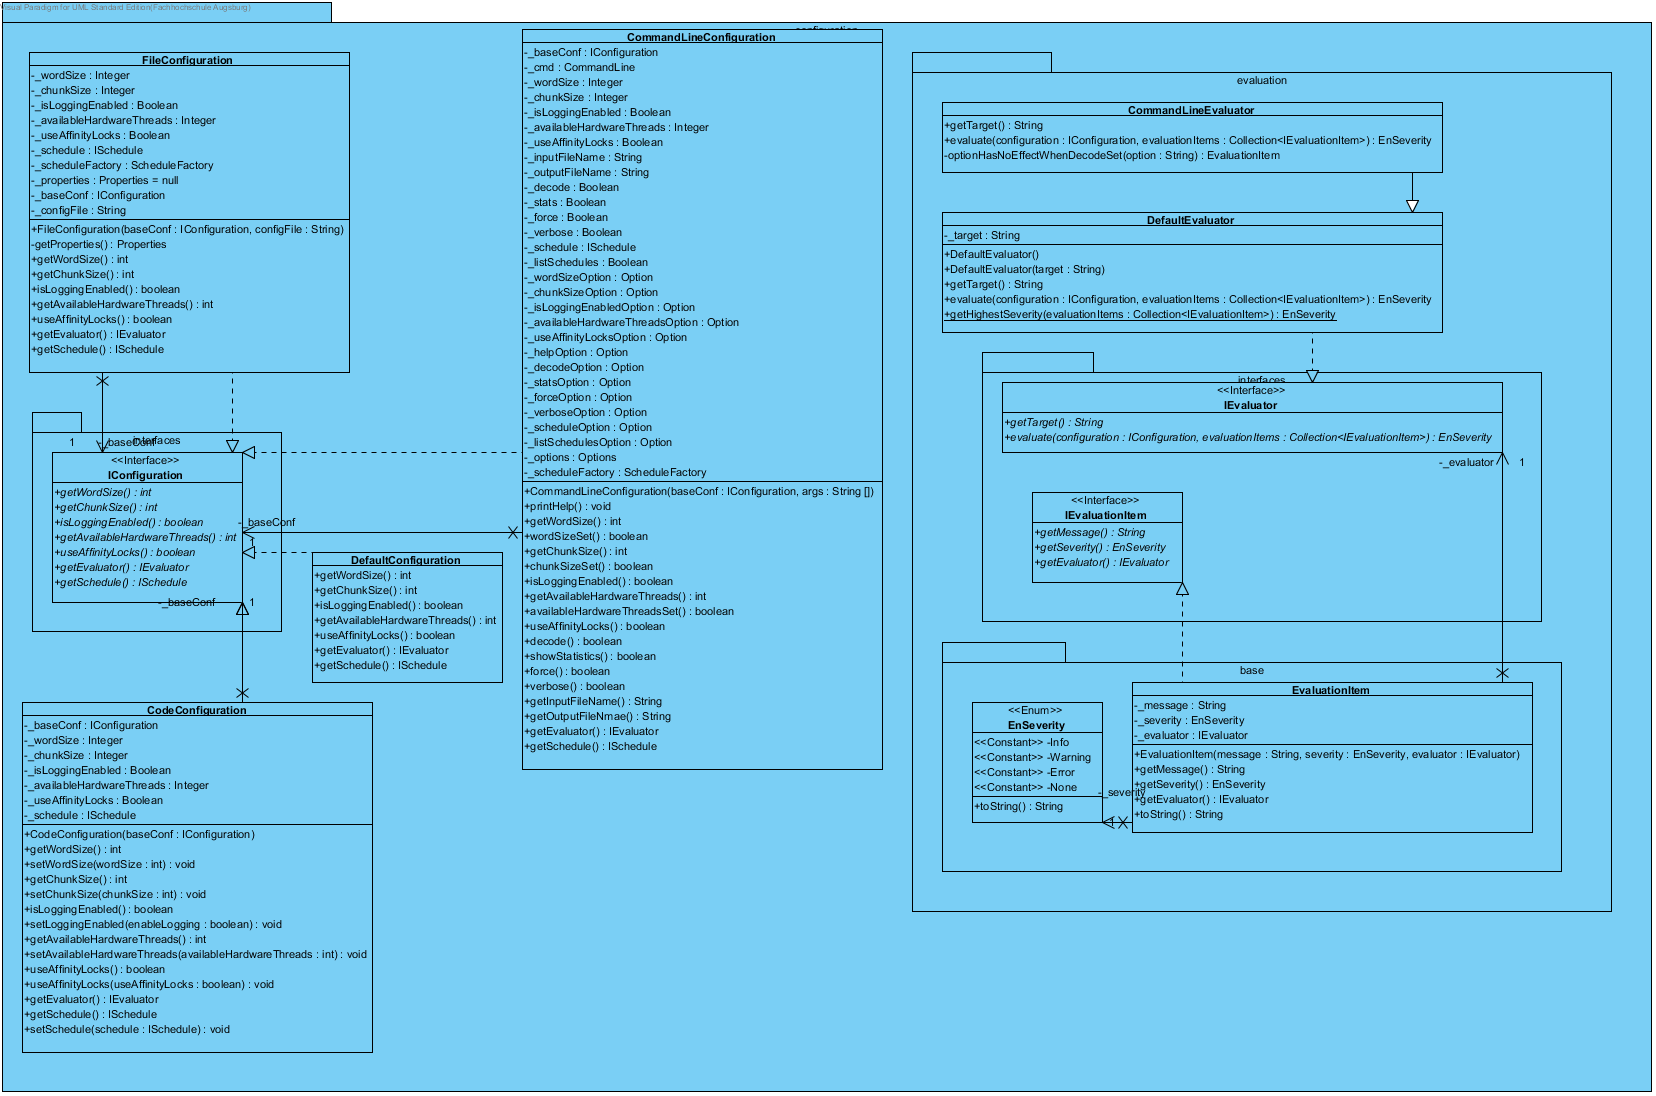 Visual Paradigm for UML Standard Edition(Fachhochschule Augsburg)
configuration
FileConfiguration
-_wordSize : Integer
-_chunkSize : Integer
-_isLoggingEnabled : Boolean
-_availableHardwareThreads : Integer
-_useAffinityLocks : Boolean
-_schedule : ISchedule
-_scheduleFactory : ScheduleFactory
-_properties : Properties = null
-_baseConf : IConfiguration
-_configFile : String
+FileConfiguration(baseConf : IConfiguration, configFile : String)
-getProperties() : Properties
+getWordSize() : int
+getChunkSize() : int
+isLoggingEnabled() : boolean
+getAvailableHardwareThreads() : int
+useAffinityLocks() : boolean
+getEvaluator() : IEvaluator
+getSchedule() : ISchedule
1
-_baseConf
interfaces
<<Interface>>
IConfiguration
+getWordSize() : int
+getChunkSize() : int
+isLoggingEnabled() : boolean
+getAvailableHardwareThreads() : int
+useAffinityLocks() : boolean
+getEvaluator() : IEvaluator
+getSchedule() : ISchedule
-_baseConf
-_baseConf
1
DefaultConfiguration
+getWordSize() : int
+getChunkSize() : int
+isLoggingEnabled() : boolean
+getAvailableHardwareThreads() : int
+useAffinityLocks() : boolean
+getEvaluator() : IEvaluator
+getSchedule() : ISchedule
CodeConfiguration
-_baseConf : IConfiguration
-_wordSize : Integer
-_chunkSize : Integer
-_isLoggingEnabled : Boolean
-_availableHardwareThreads : Integer
-_useAffinityLocks : Boolean
-_schedule : ISchedule
+CodeConfiguration(baseConf : IConfiguration)
+getWordSize() : int
+setWordSize(wordSize : int) : void
+getChunkSize() : int
+setChunkSize(chunkSize : int) : void
+isLoggingEnabled() : boolean
+setLoggingEnabled(enableLogging : boolean) : void
+getAvailableHardwareThreads() : int
+setAvailableHardwareThreads(availableHardwareThreads : int) : void
+useAffinityLocks() : boolean
+useAffinityLocks(useAffinityLocks : boolean) : void
+getEvaluator() : IEvaluator
+getSchedule() : ISchedule
+setSchedule(schedule : ISchedule) : void
CommandLineConfiguration
-_baseConf : IConfiguration
-_cmd : CommandLine
-_wordSize : Integer
-_chunkSize : Integer
-_isLoggingEnabled : Boolean
-_availableHardwareThreads : Integer
-_useAffinityLocks : Boolean
-_inputFileName : String
-_outputFileName : String
-_decode : Boolean
-_stats : Boolean
-_force : Boolean
-_verbose : Boolean
-_schedule : ISchedule
-_listSchedules : Boolean
-_wordSizeOption : Option
-_chunkSizeOption : Option
-_isLoggingEnabledOption : Option
-_availableHardwareThreadsOption : Option
-_useAffinityLocksOption : Option
-_helpOption : Option
-_decodeOption : Option
-_statsOption : Option
-_forceOption : Option
-_verboseOption : Option
-_scheduleOption : Option
-_listSchedulesOption : Option
-_options : Options
-_scheduleFactory : ScheduleFactory
+CommandLineConfiguration(baseConf : IConfiguration, args : String [])
+printHelp() : void
+getWordSize() : int
+wordSizeSet() : boolean
+getChunkSize() : int
+chunkSizeSet() : boolean
+isLoggingEnabled() : boolean
+getAvailableHardwareThreads() : int
+availableHardwareThreadsSet() : boolean
+useAffinityLocks() : boolean
+decode() : boolean
+showStatistics() : boolean
+force() : boolean
+verbose() : boolean
+getInputFileName() : String
+getOutputFileNmae() : String
+getEvaluator() : IEvaluator
+getSchedule() : ISchedule
evaluation
CommandLineEvaluator
+getTarget() : String
+evaluate(configuration : IConfiguration, evaluationItems : Collection<IEvaluationItem>) : EnSeverity
-optionHasNoEffectWhenDecodeSet(option : String) : EvaluationItem
DefaultEvaluator
-_target : String
+DefaultEvaluator()
+DefaultEvaluator(target : String)
+getTarget() : String
+evaluate(configuration : IConfiguration, evaluationItems : Collection<IEvaluationItem>) : EnSeverity
+getHighestSeverity(evaluationItems : Collection<IEvaluationItem>) : EnSeverity
interfaces
<<Interface>>
IEvaluator
+getTarget() : String
+evaluate(configuration : IConfiguration, evaluationItems : Collection<IEvaluationItem>) : EnSeverity
-_evaluator
1
<<Interface>>
IEvaluationItem
+getMessage() : String
+getSeverity() : EnSeverity
+getEvaluator() : IEvaluator
base
<<Enum>>
EnSeverity
<<Constant>> -Info
<<Constant>> -Warning
<<Constant>> -Error
<<Constant>> -None
+toString() : String
-_severity
EvaluationItem
-_message : String
-_severity : EnSeverity
-_evaluator : IEvaluator
+EvaluationItem(message : String, severity : EnSeverity, evaluator : IEvaluator)
+getMessage() : String
+getSeverity() : EnSeverity
+getEvaluator() : IEvaluator
+toString() : String